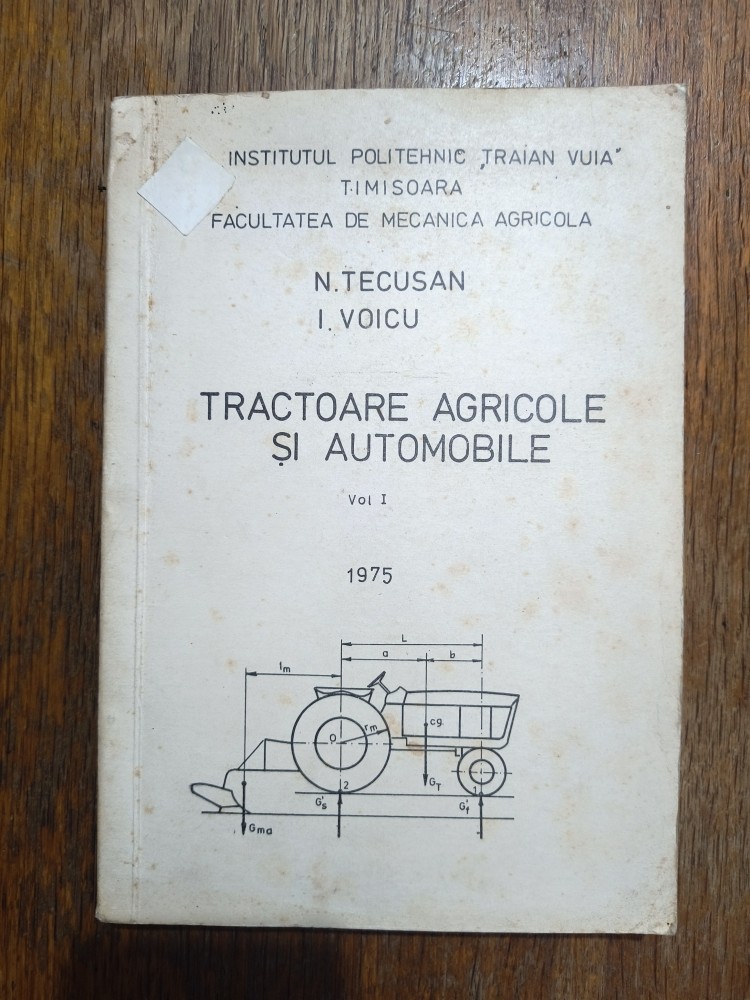 INSTITUTUL POLITEHNIC „TRAIAN VUIA"
TIMISOARA
FACULTATEA DE MECANICA AGRICOLA
N. TECUSAN
I. VOICU
TRACTOARE AGRICOLE
ȘI AUTOMOBILE
Vol I
1975
L
a b
lm
rm
cg.
O
L
2
GT
1
G's
G'f
Gma